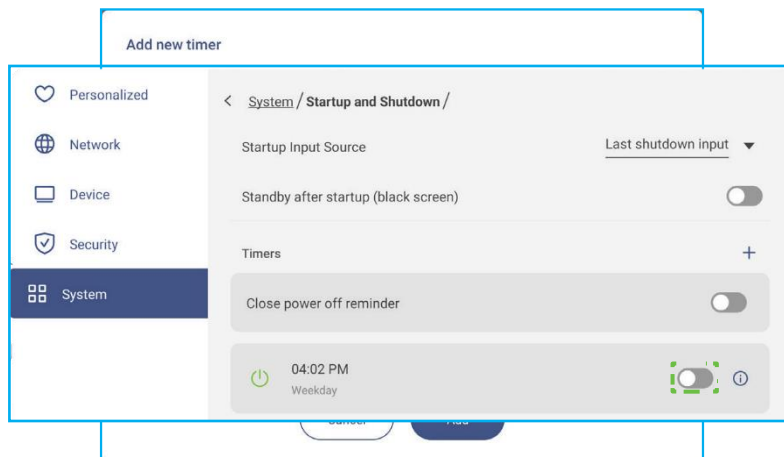 Add new timer
Personalized
Network
Device
Security
System
System / Startup and Shutdown /
Startup Input Source Last shutdown input
Standby after startup (black screen)
Timers
Close power off reminder
04:02 PM
Weekday